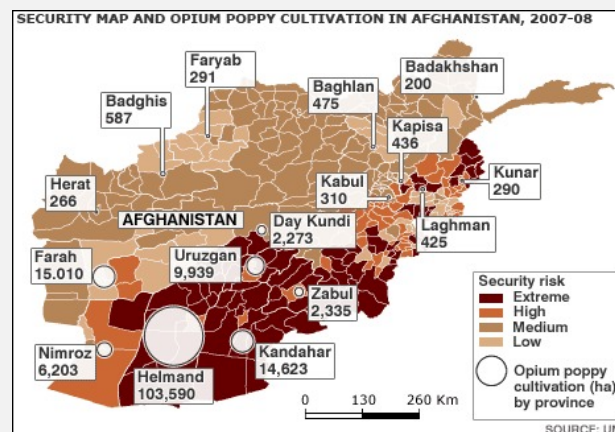 SECURITY MAP AND OPIUM POPPY CULTIVATION IN AFGHANISTAN, 2007-08
Faryab
291
Badakhshan
200
Baghlan
475
Badghis
587
Kapisa
436
Kunar
290
Kabul
310
Herat
266
AFGHANISTAN
Day Kundi
2,273
Laghman
425
Farah
15.010
Uruzgan
9,939
Zabul
2,335
Nimroz
6,203
Kandahar
14,623
Helmand
103,590
Security risk
Extreme
High
Medium
Low
Opium poppy
cultivation (ha)
by province
0 130 260 Km
SOURCE: UN